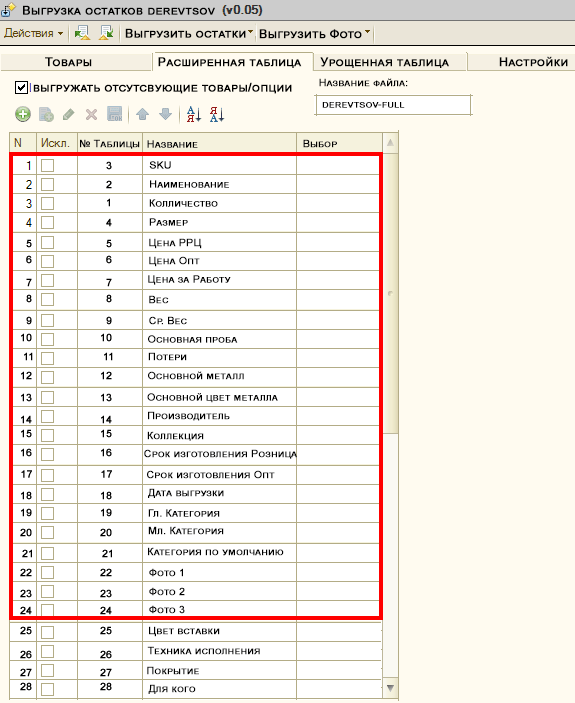 Выгрузка остатков derevtsov (v0.05)
Действия Выгрузить остатки Выгрузить Фото
Товары Расширенная таблица Урощенная таблица Настройки
выгружать отсутсвующие товары/опции Название файла:
derevtsov-full
N Искл. № Таблицы Название Выбор
1 3 SKU
2 2 Наименование
3 1 Колличество
4 4 Размер
5 5 Цена РРЦ
6 6 Цена Опт
7 7 Цена за Работу
8 8 Вес
9 9 Ср. Вес
10 10 Основная проба
11 11 Потери
12 12 Основной металл
13 13 Основной цвет металла
14 14 Производитель
15 15 Коллекция
16 16 Срок изготовления Розница
17 17 Срок изготовления Опт
18 18 Дата выгрузки
19 19 Гл. Категория
20 20 Мл. Категория
21 21 Категория по умолчанию
22 22 Фото 1
23 23 Фото 2
24 24 Фото 3
25 25 Цвет вставки
26 26 Техника исполнения
27 27 Покрытие
28 28 Для кого